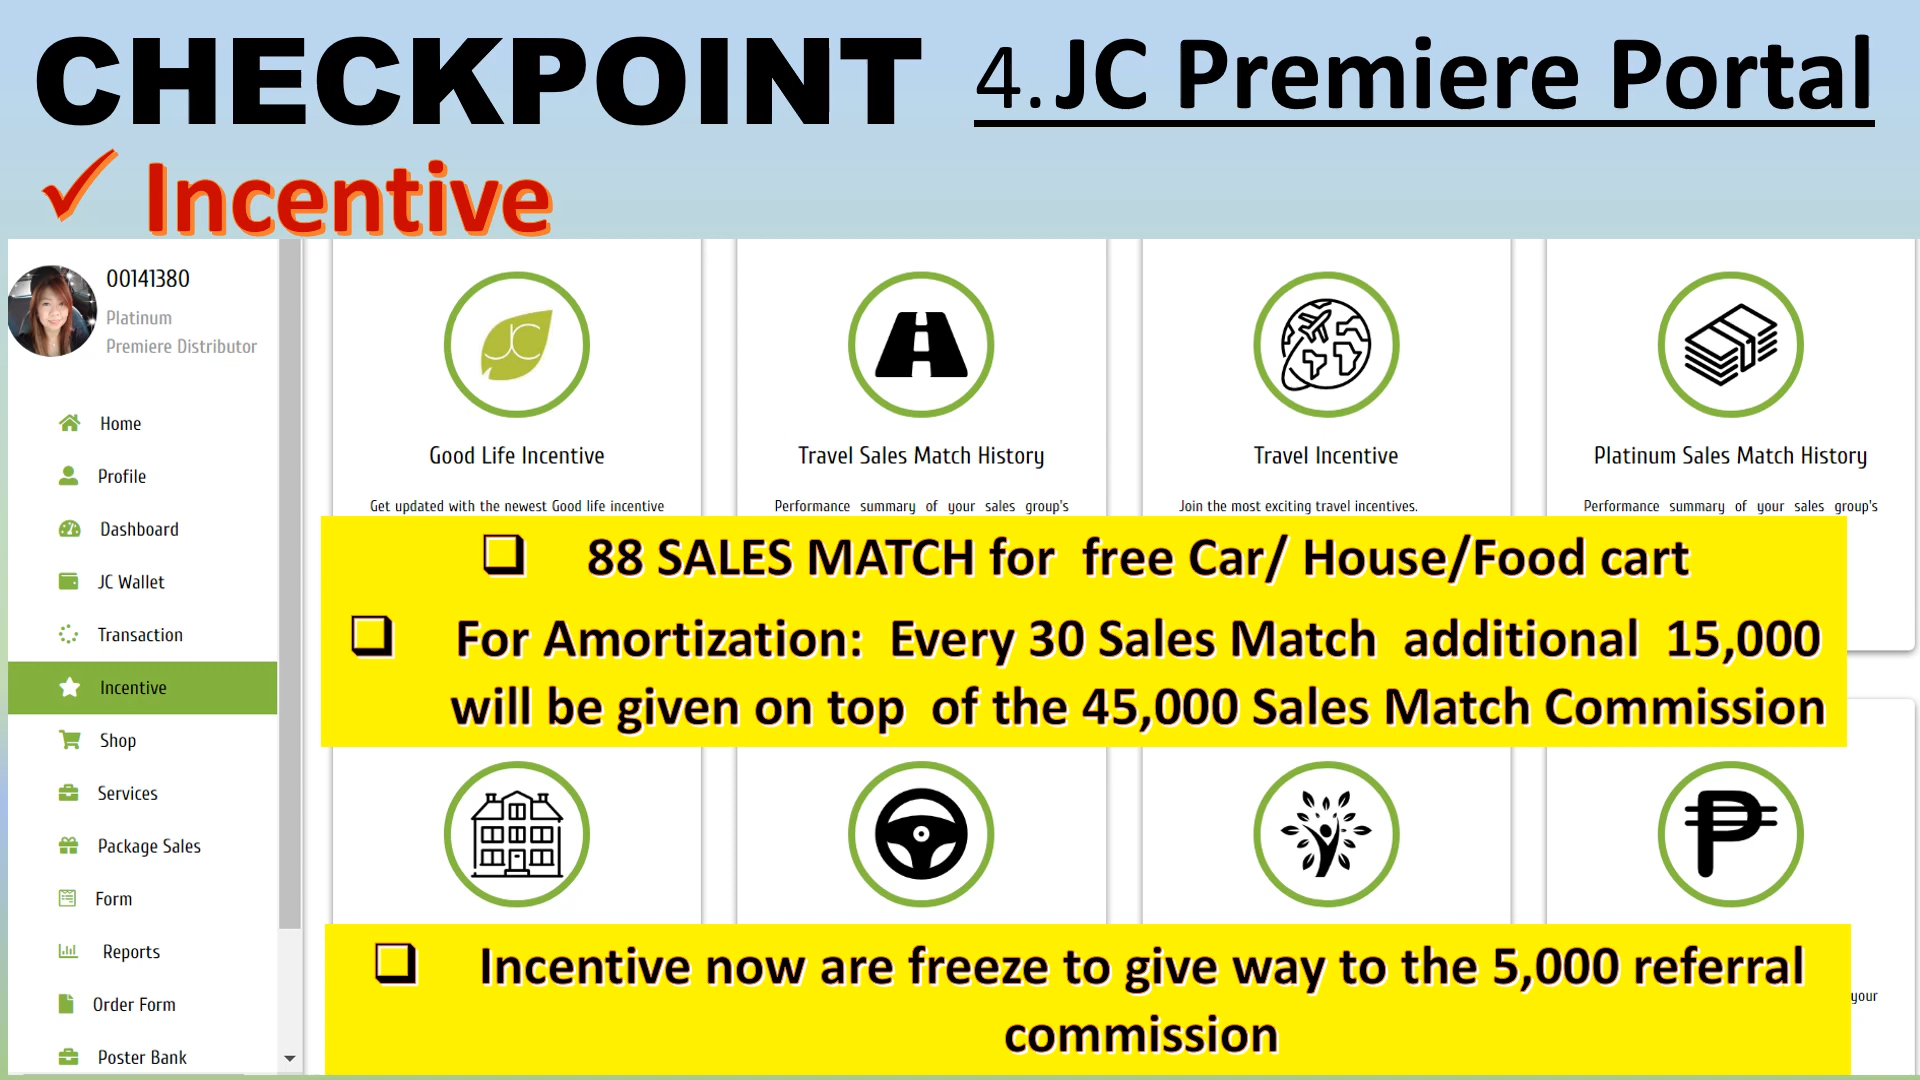 CHECKPOINT 4. JC Premiere Portal
✓ Incentive
00141380
Platinum
Premiere Distributor
Home
Profile
Dashboard
JC Wallet
Transaction
Incentive
Shop
Services
Package Sales
Form
Reports
Order Form
Poster Bank
JC
Good Life Incentive
Get updated with the newest Good life incentive
Travel Sales Match History
Performance summary of your sales group's
Travel Incentive
Join the most exciting travel incentives.
Platinum Sales Match History
Performance summary of your sales group's
❑ 88 SALES MATCH for free Car/ House/Food cart
❑ For Amortization: Every 30 Sales Match additional 15,000
will be given on top of the 45,000 Sales Match Commission
❑ Incentive now are freeze to give way to the 5,000 referral
commission
your